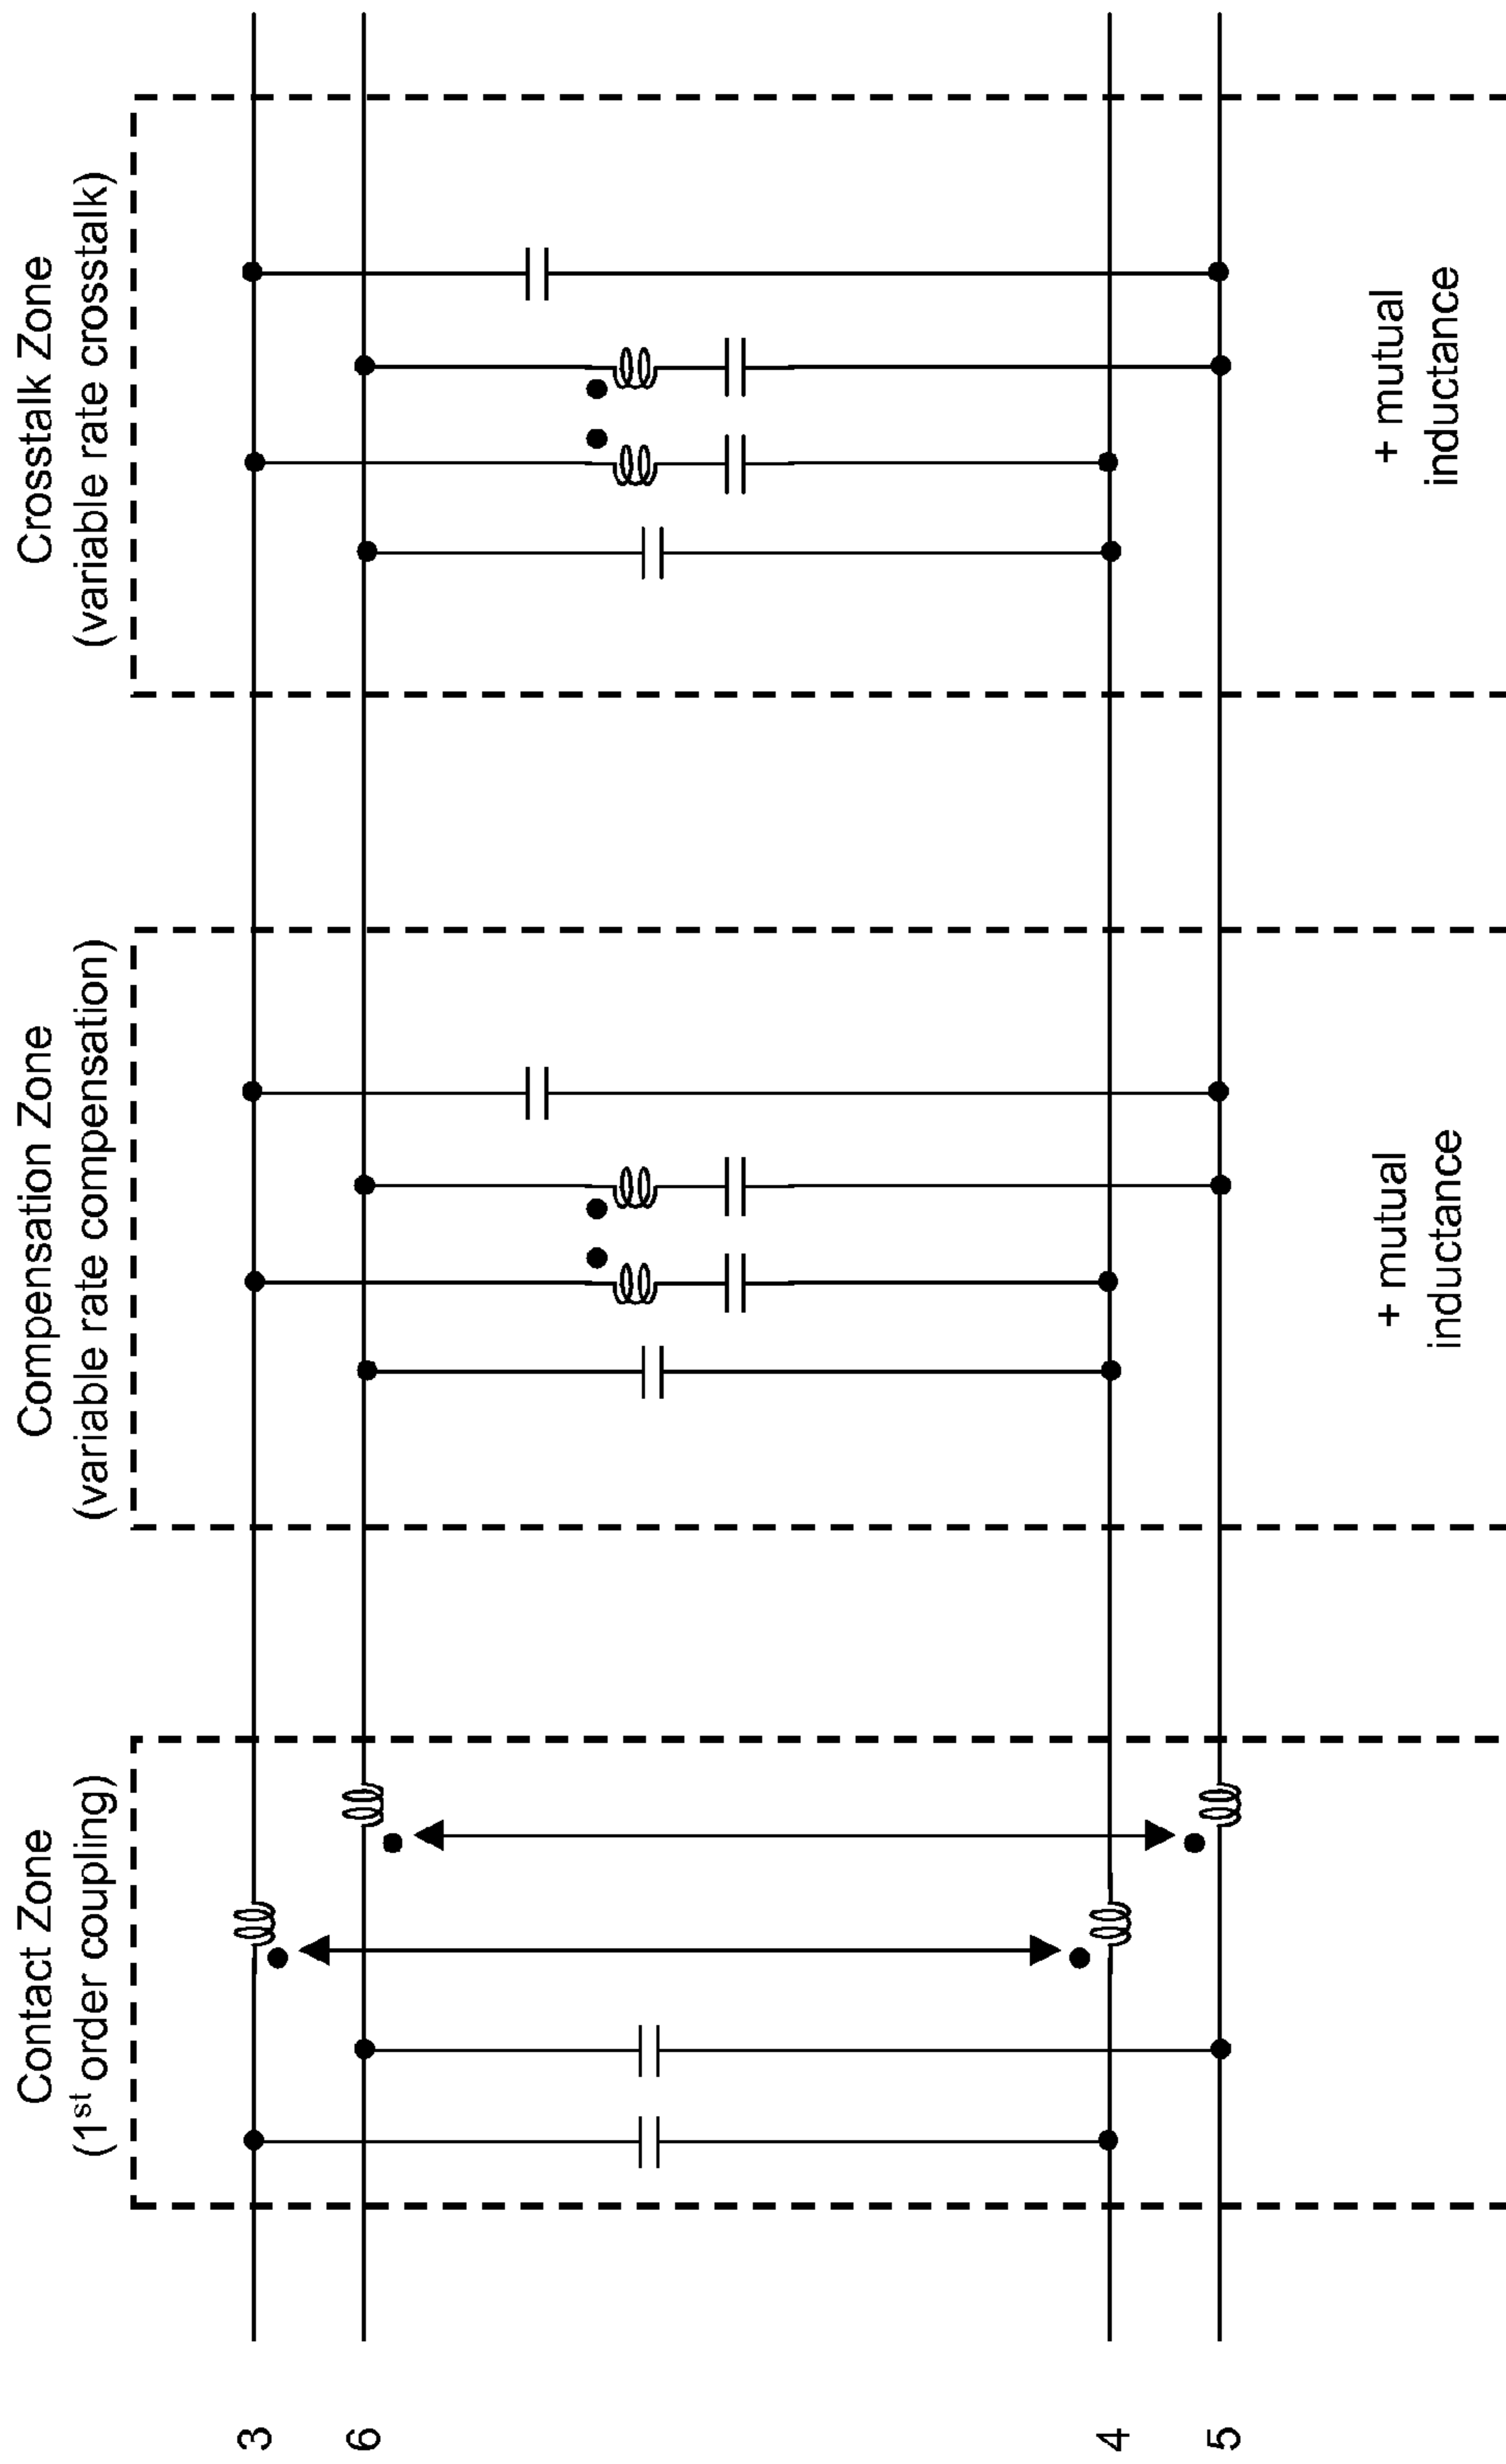 Contact Zone
(1st order coupling)
Compensation Zone
(variable rate compensation)
Crosstalk Zone
(variable rate crosstalk)
3
6
4
5
+ mutual
inductance
+ mutual
inductance